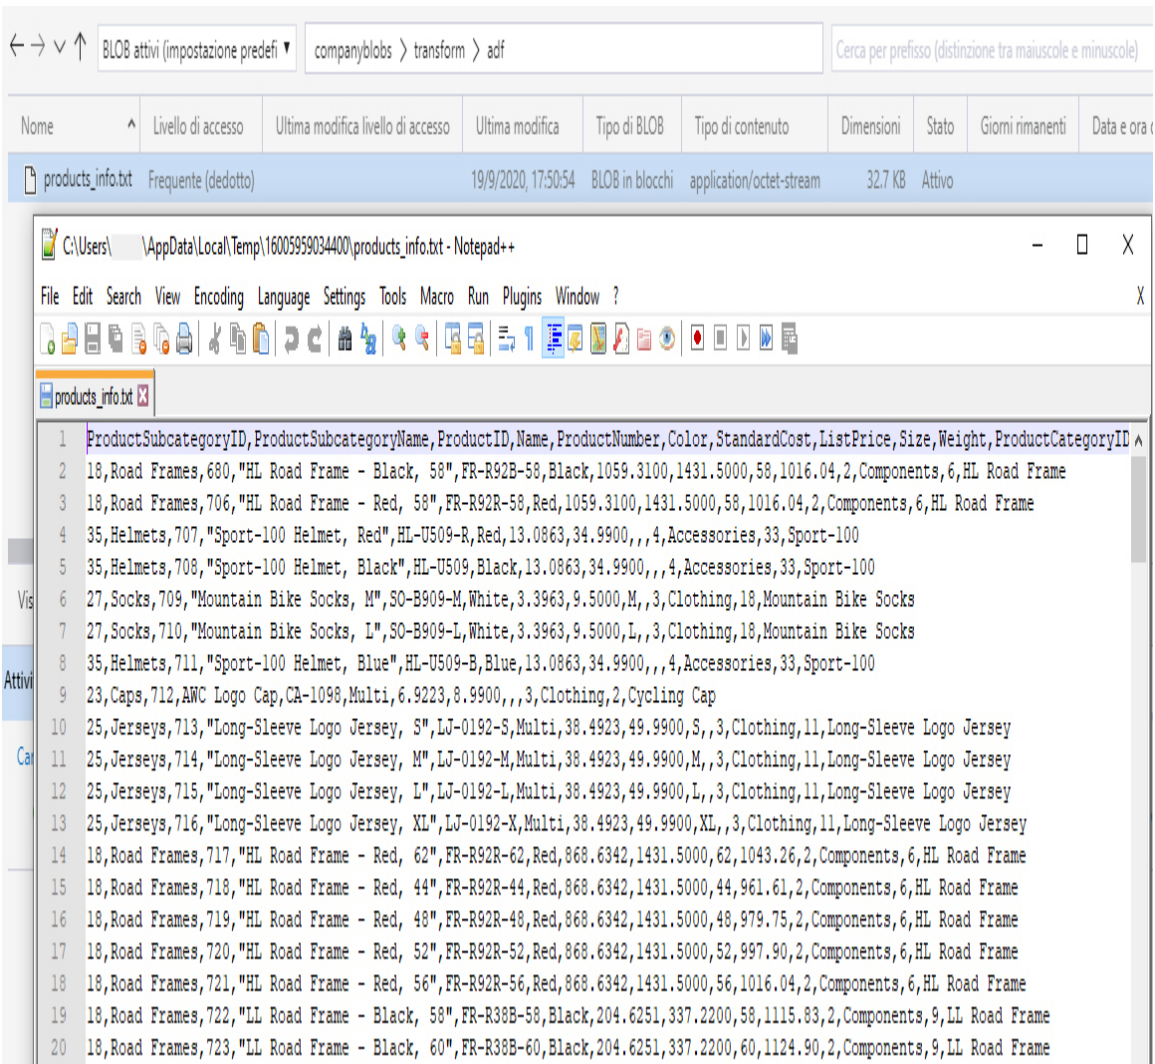 BLOB attivi (impostazione predefi ▼ companyblobs > transform > adf Cerca per prefisso (distinzione tra maiuscole e minuscole)
Nome Livello di accesso Ultima modifica livello di accesso Ultima modifica Tipo di BLOB Tipo di contenuto Dimensioni Stato Giorni rimanenti Data e ora
products_info.txt Frequente (dedotto) 19/9/2020, 17:50:54 BLOB in blocchi application/octet-stream 32.7 KB Attivo
C:\Users\ \AppData\Local\Temp\16005959034400\products_info.txt - Notepad++
File Edit Search View Encoding Language Settings Tools Macro Run Plugins Window ? X
products_info.txt
1 ProductSubcategoryID,ProductSubcategoryName,ProductID,Name,ProductNumber,Color,StandardCost,ListPrice,Size,Weight,ProductCategoryID
2 18,Road Frames,680,"HL Road Frame - Black, 58",FR-R92B-58,Black,1059.3100,1431.5000,58,1016.04,2,Components,6,HL Road Frame
3 18,Road Frames,706,"HL Road Frame - Red, 58",FR-R92R-58,Red,1059.3100,1431.5000,58,1016.04,2,Components,6,HL Road Frame
4 35,Helmets,707,"Sport-100 Helmet, Red",HL-U509-R,Red,13.0863,34.9900,,,4,Accessories,33,Sport-100
5 35,Helmets,708,"Sport-100 Helmet, Black",HL-U509,Black,13.0863,34.9900,,,4,Accessories,33,Sport-100
Vis
6 27,Socks,709,"Mountain Bike Socks, M",SO-B909-M,White,3.3963,9.5000,M,,3,Clothing,18,Mountain Bike Socks
7 27,Socks,710,"Mountain Bike Socks, L",SO-B909-L,White,3.3963,9.5000,L,,3,Clothing,18,Mountain Bike Socks
8 35,Helmets,711,"Sport-100 Helmet, Blue",HL-U509-B,Blue,13.0863,34.9900,,,4,Accessories,33,Sport-100
Attivi
9 23,Caps,712,AWC Logo Cap,CA-1098,Multi,6.9223,8.9900,,,3,Clothing,2,Cycling Cap
10 25,Jerseys,713,"Long-Sleeve Logo Jersey, S",LJ-0192-S,Multi,38.4923,49.9900,S,,3,Clothing,11,Long-Sleeve Logo Jersey
Car
11 25,Jerseys,714,"Long-Sleeve Logo Jersey, M",LJ-0192-M,Multi,38.4923,49.9900,M,,3,Clothing,11,Long-Sleeve Logo Jersey
12 25,Jerseys,715,"Long-Sleeve Logo Jersey, L",LJ-0192-L,Multi,38.4923,49.9900,L,,3,Clothing,11,Long-Sleeve Logo Jersey
13 25,Jerseys,716,"Long-Sleeve Logo Jersey, XL",LJ-0192-X,Multi,38.4923,49.9900,XL,,3,Clothing,11,Long-Sleeve Logo Jersey
14 18,Road Frames,717,"HL Road Frame - Red, 62",FR-R92R-62,Red,868.6342,1431.5000,62,1043.26,2,Components,6,HL Road Frame
15 18,Road Frames,718,"HL Road Frame - Red, 44",FR-R92R-44,Red,868.6342,1431.5000,44,961.61,2,Components,6,HL Road Frame
16 18,Road Frames,719,"HL Road Frame - Red, 48",FR-R92R-48,Red,868.6342,1431.5000,48,979.75,2,Components,6,HL Road Frame
17 18,Road Frames,720,"HL Road Frame - Red, 52",FR-R92R-52,Red,868.6342,1431.5000,52,997.90,2,Components,6,HL Road Frame
18 18,Road Frames,721,"HL Road Frame - Red, 56",FR-R92R-56,Red,868.6342,1431.5000,56,1016.04,2,Components,6,HL Road Frame
19 18,Road Frames,722,"LL Road Frame - Black, 58",FR-R38B-58,Black,204.6251,337.2200,58,1115.83,2,Components,9,LL Road Frame
20 18,Road Frames,723,"LL Road Frame - Black, 60",FR-R38B-60,Black,204.6251,337.2200,60,1124.90,2,Components,9,LL Road Frame